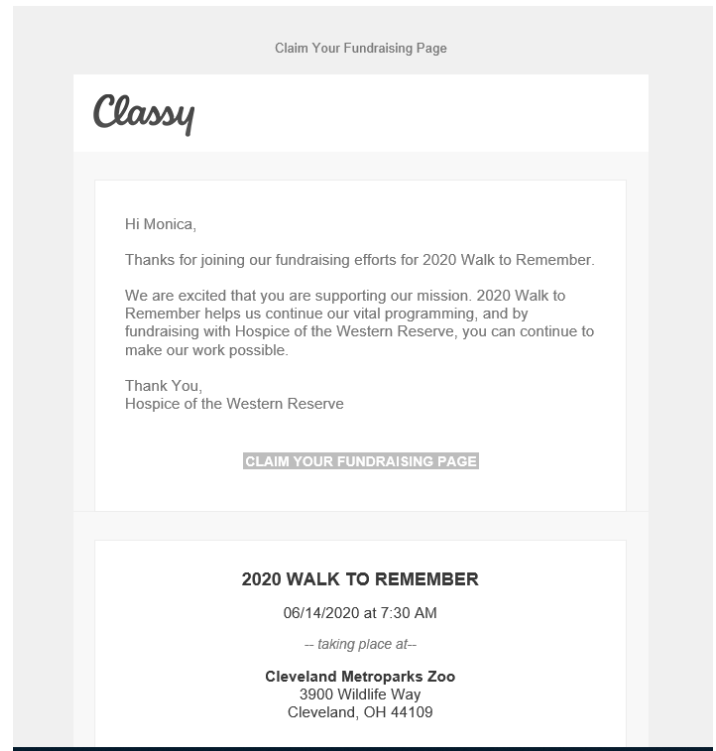 Claim Your Fundraising Page
Classy
Hi Monica,
Thanks for joining our fundraising efforts for 2020 Walk to Remember.
We are excited that you are supporting our mission. 2020 Walk to
Remember helps us continue our vital programming, and by
fundraising with Hospice of the Western Reserve, you can continue to
make our work possible.
Thank You,
Hospice of the Western Reserve
CLAIM YOUR FUNDRAISING PAGE
2020 WALK TO REMEMBER
06/14/2020 at 7:30 AM
-- taking place at--
Cleveland Metroparks Zoo
3900 Wildlife Way
Cleveland, OH 44109